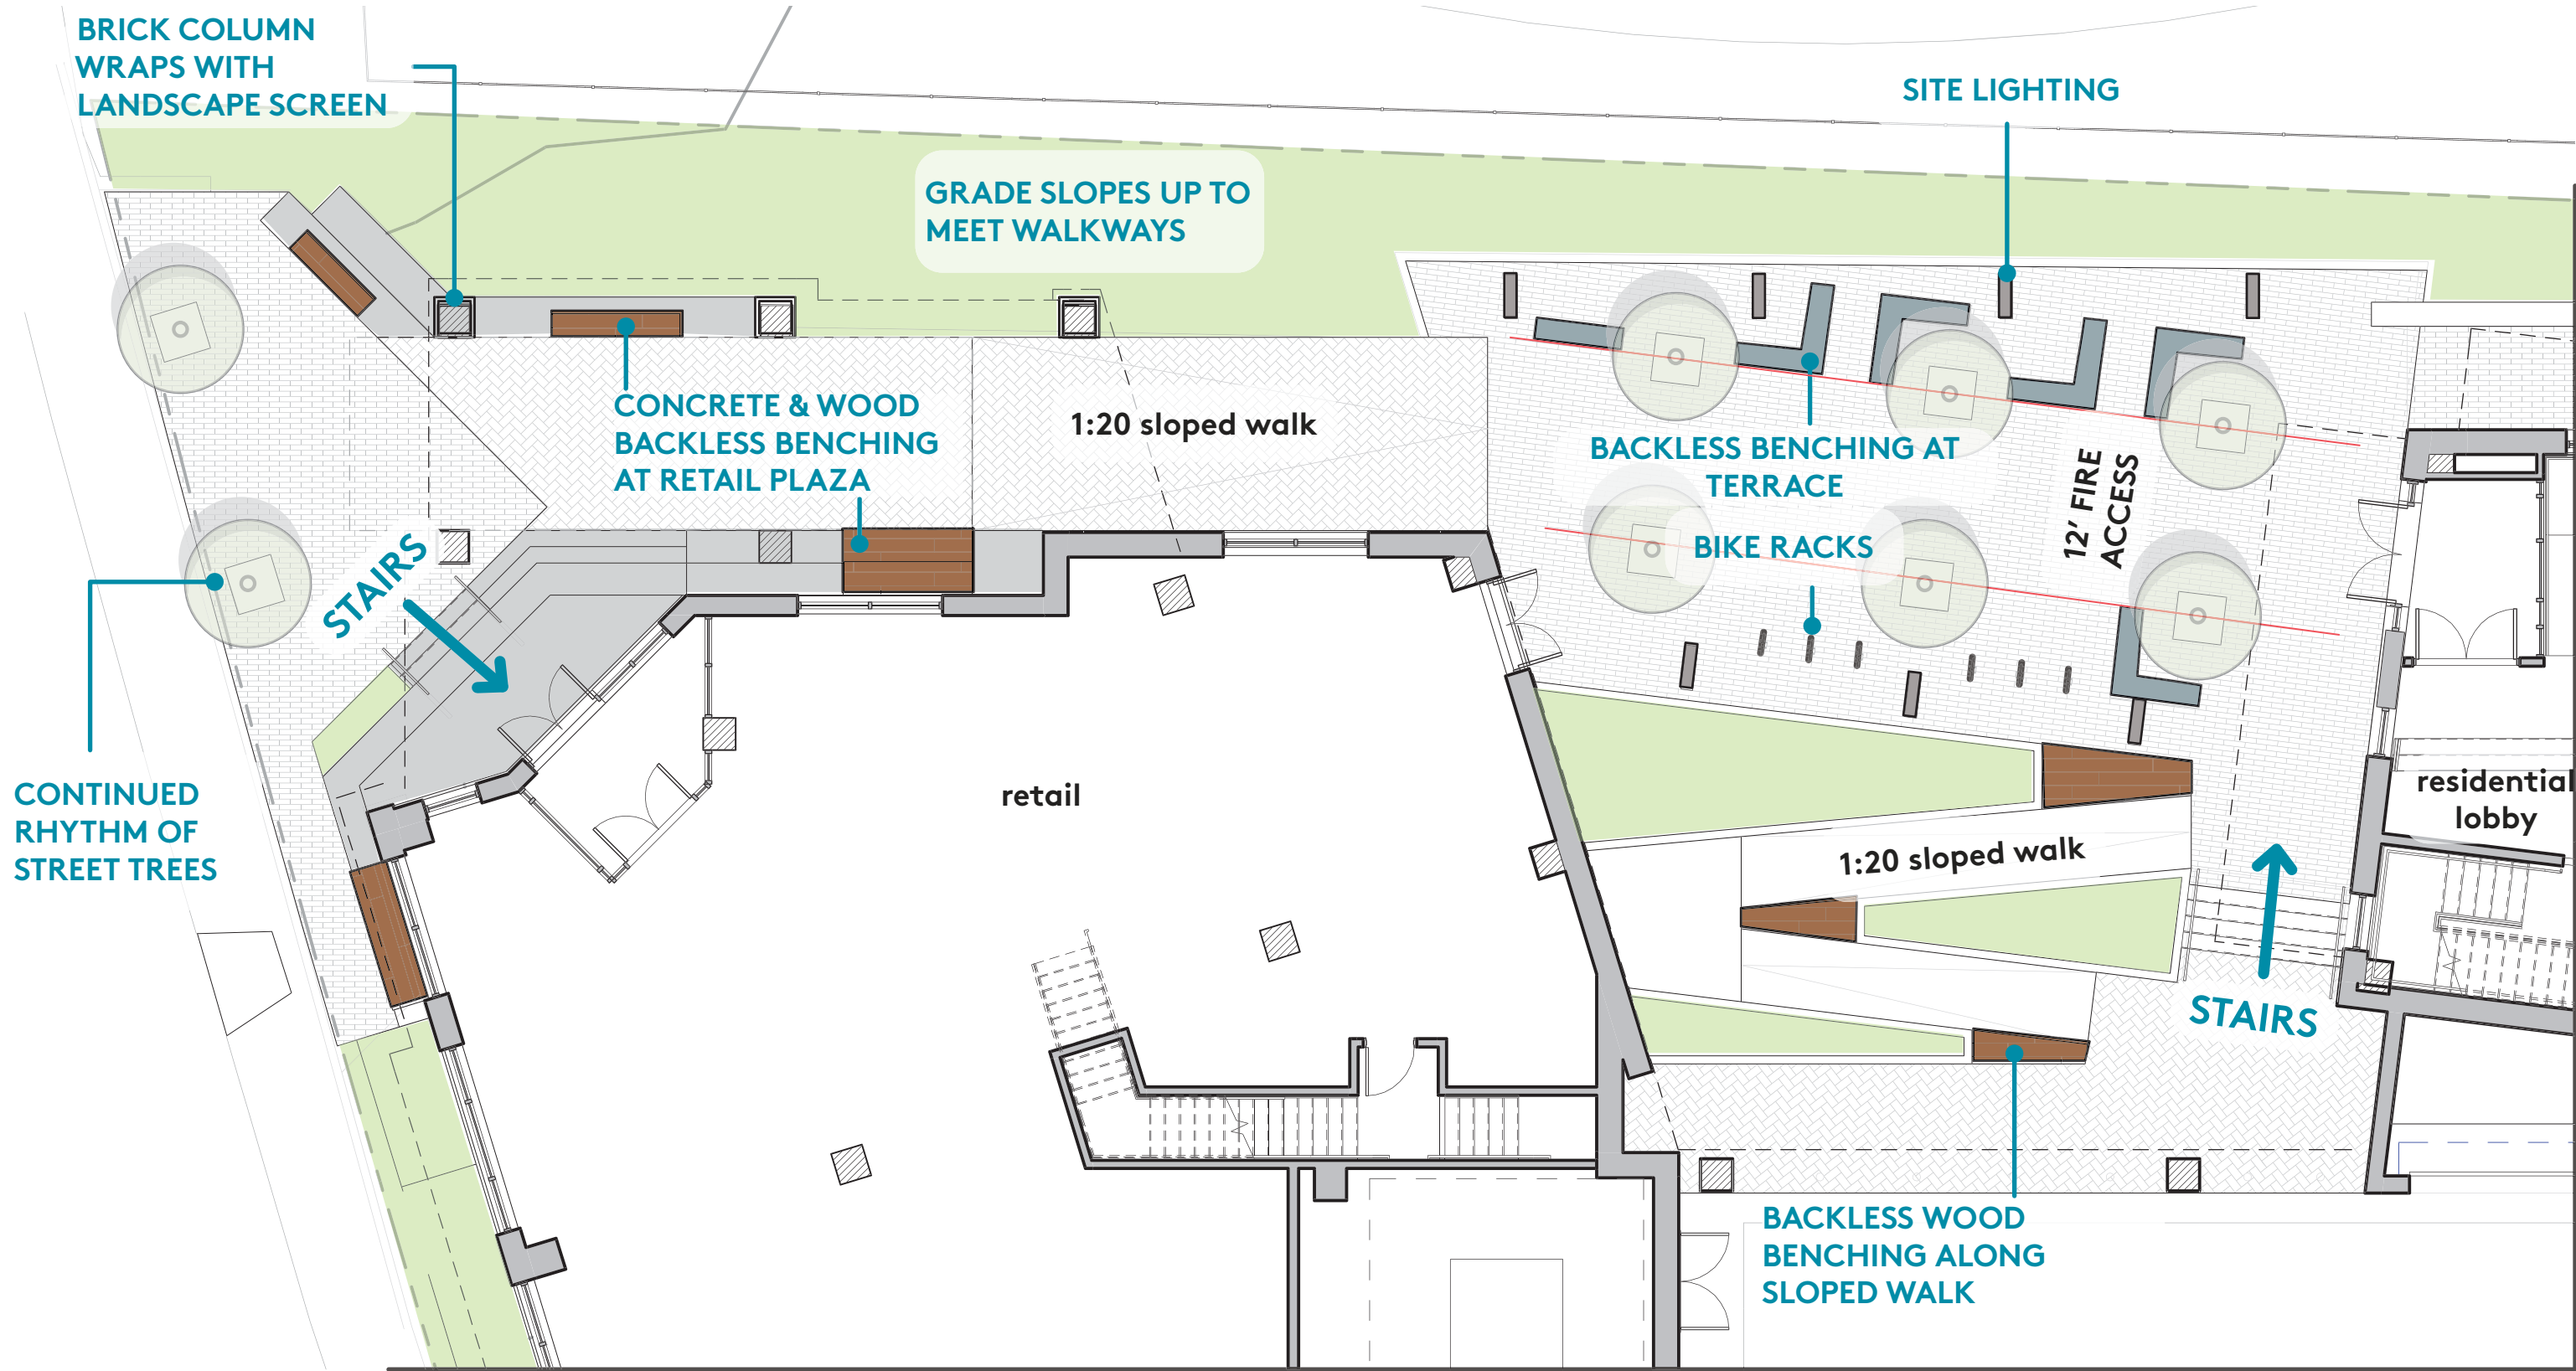 BRICK COLUMN
WRAPS WITH
LANDSCAPE SCREEN
SITE LIGHTING
GRADE SLOPES UP TO
MEET WALKWAYS
CONCRETE & WOOD
BACKLESS BENCHING
AT RETAIL PLAZA
1:20 sloped walk
BACKLESS BENCHING AT
TERRACE
BIKE RACKS
12' FIRE
ACCESS
STAIRS
CONTINUED
RHYTHM OF
STREET TREES
retail
residential
lobby
1:20 sloped walk
STAIRS
BACKLESS WOOD
BENCHING ALONG
SLOPED WALK